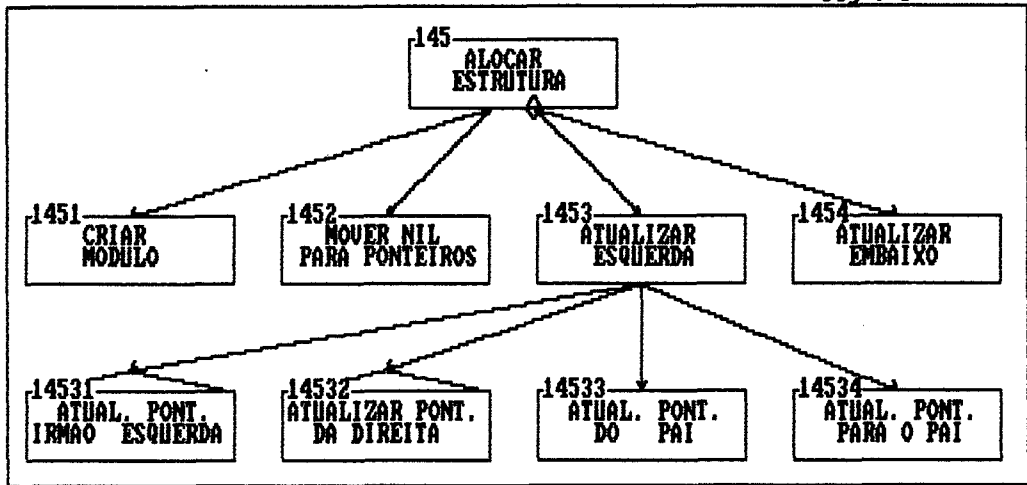 145
ALOCAR
ESTRUTURA
1451
CRIAR
MODULO
1452
MOVER NIL
PARA PONTEIROS
1453
ATUALIZAR
ESQUERDA
1454
ATUALIZAR
EMBAIXO
14531
ATUAL. PONT.
IRMAO ESQUERDA
14532
ATUALIZAR PONT.
DA DIREITA
14533
ATUAL. PONT.
DO PAI
14534
ATUAL. PONT.
PARA O PAI